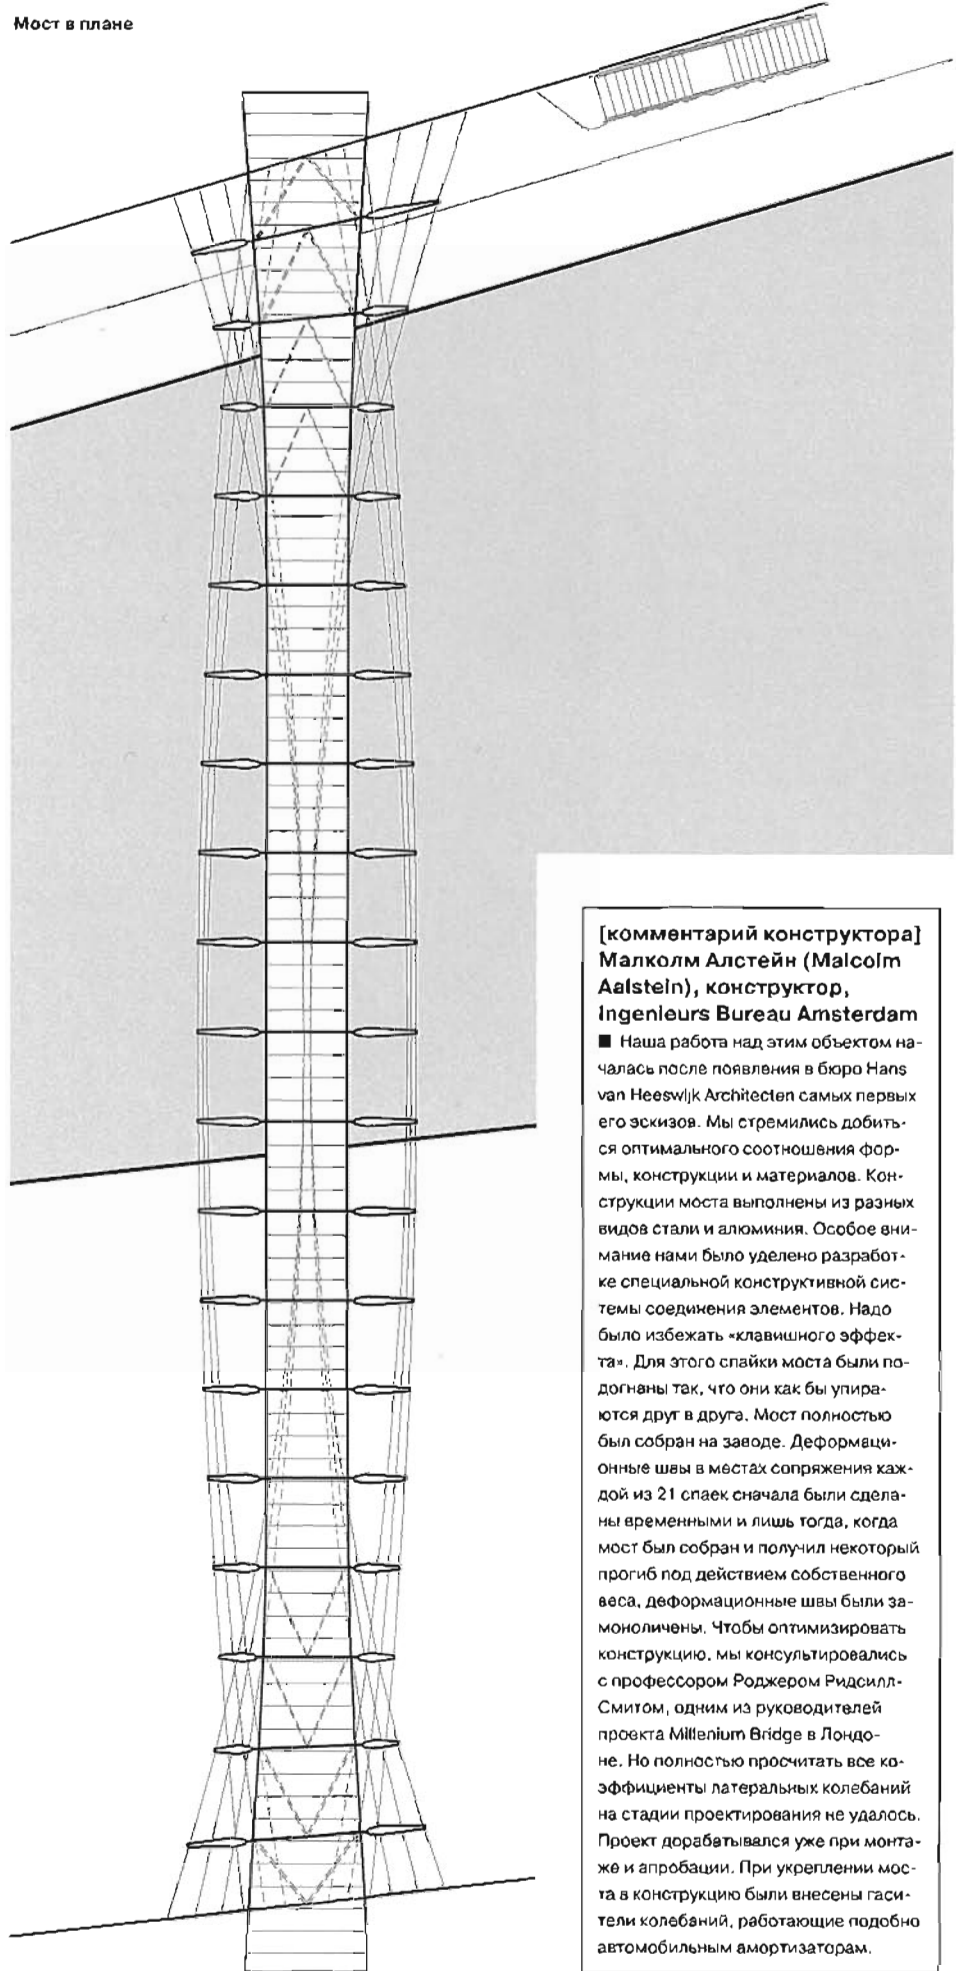 Мост в плане
[комментарий конструктора]
Малколм Алстейн (Malcolm
Aalstein), конструктор,
Ingenieurs Bureau Amsterdam
■ Наша работа над этим объектом на-
чалась после появления в бюро Hans
van Heeswijk Architecten самых первых
его эскизов. Мы стремились добить-
ся оптимального соотношения фор-
мы, конструкции и материалов. Кон-
струкции моста выполнены из разных
видов стали и алюминия. Особое вни-
мание нами было уделено разработ-
ке специальной конструктивной сис-
темы соединения элементов. Надо
было избежать «клавишного эффек-
та». Для этого спайки моста были по-
догнаны так, что они как бы упира-
ются друг в друга. Мост полностью
был собран на заводе. Деформаци-
онные швы в местах сопряжения каж-
дой из 21 спаек сначала были сдела-
ны временными и лишь тогда, когда
мост был собран и получил некоторый
прогиб под действием собственного
веса, деформационные швы были за-
моноличены. Чтобы оптимизировать
конструкцию, мы консультировались
с профессором Роджером Ридсилл-
Смитом, одним из руководителей
проекта Millenium Bridge в Лондо-
не. Но полностью просчитать все ко-
эффициенты латеральных колебаний
на стадии проектирования не удалось.
Проект дорабатывался уже при монта-
же и апробации. При укреплении мос-
та в конструкцию были внесены гаси-
тели колебаний, работающие подобно
автомобильным амортизаторам.